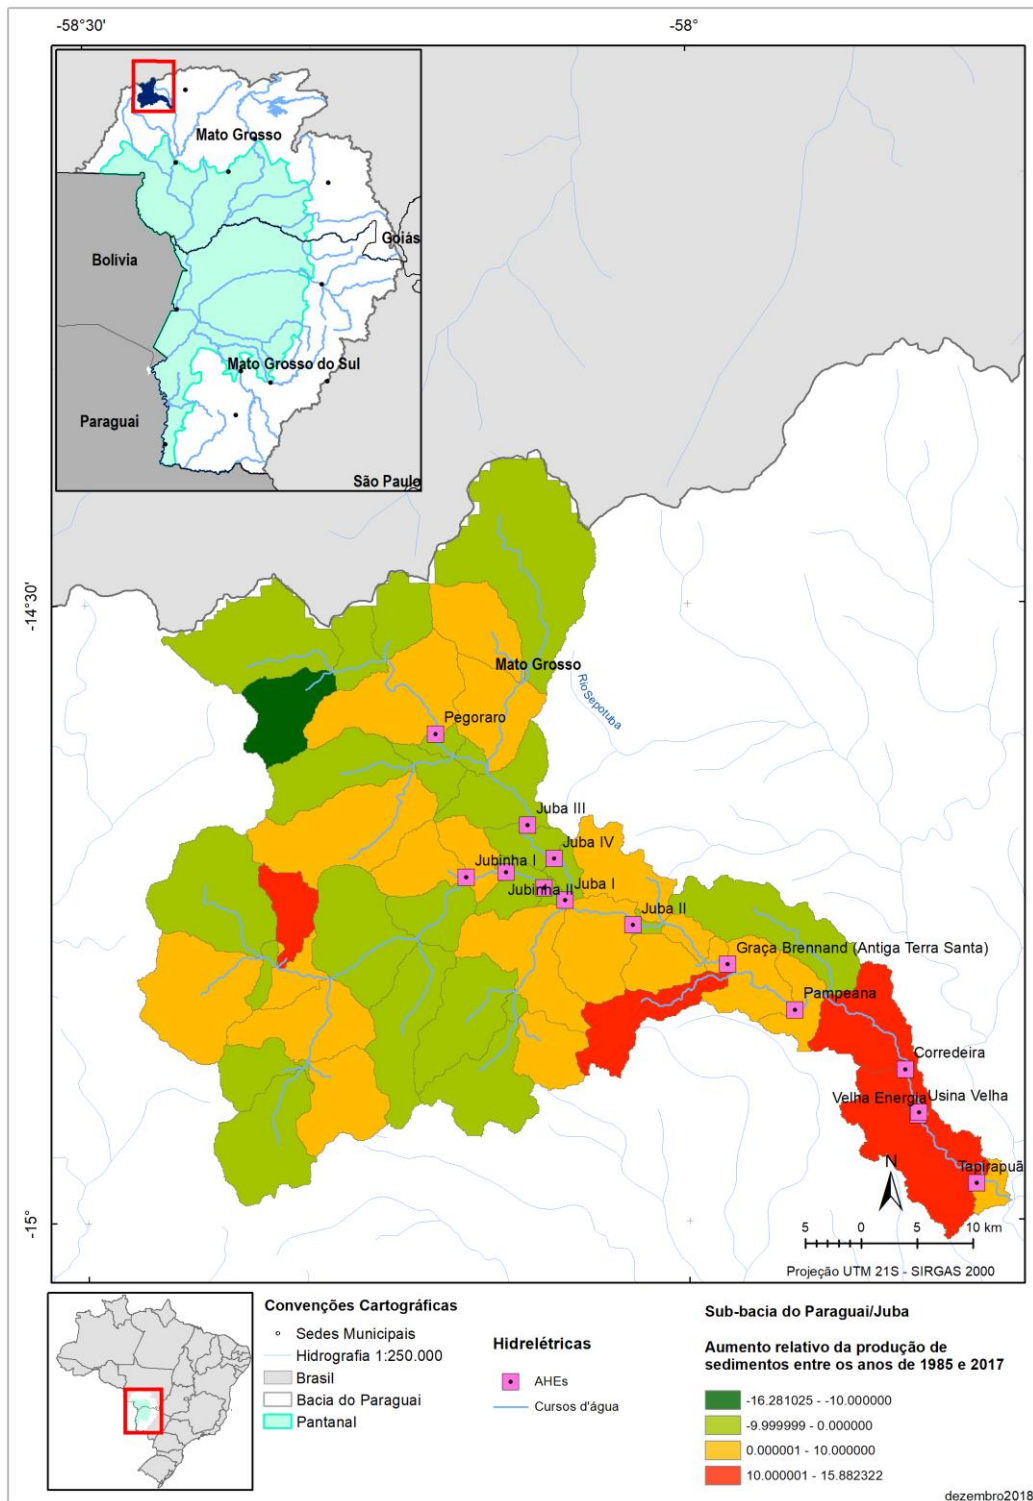 -58°30'
-58°
Mato Grosso
Goiás
Bolivia
Mato Grosso do Sul
Paraguai
São Paulo
-14°30'
Mato Grosso
RioSepotuba
Pegoraro
Juba III
Juba IV
Jubinha I
Jubinha II
Juba I
Juba II
Graça Brennand (Antiga Terra Santa)
Pampeana
Corredeira
Velha Energia
Usina Velha
Tapirapuã
N
-15°
5 0 5 10 km
Projeção UTM 21S - SIRGAS 2000
Convenções Cartográficas
Sedes Municipais
Hidrografia 1:250.000
Brasil
Bacia do Paraguai
Pantanal
Hidrelétricas
AHEs
Cursos d'água
Sub-bacia do Paraguai/Juba
Aumento relativo da produção de
sedimentos entre os anos de 1985 e 2017
-16.281025 - -10.000000
-9.999999 - 0.000000
0.000001 - 10.000000
10.000001 - 15.882322
dezembro2018